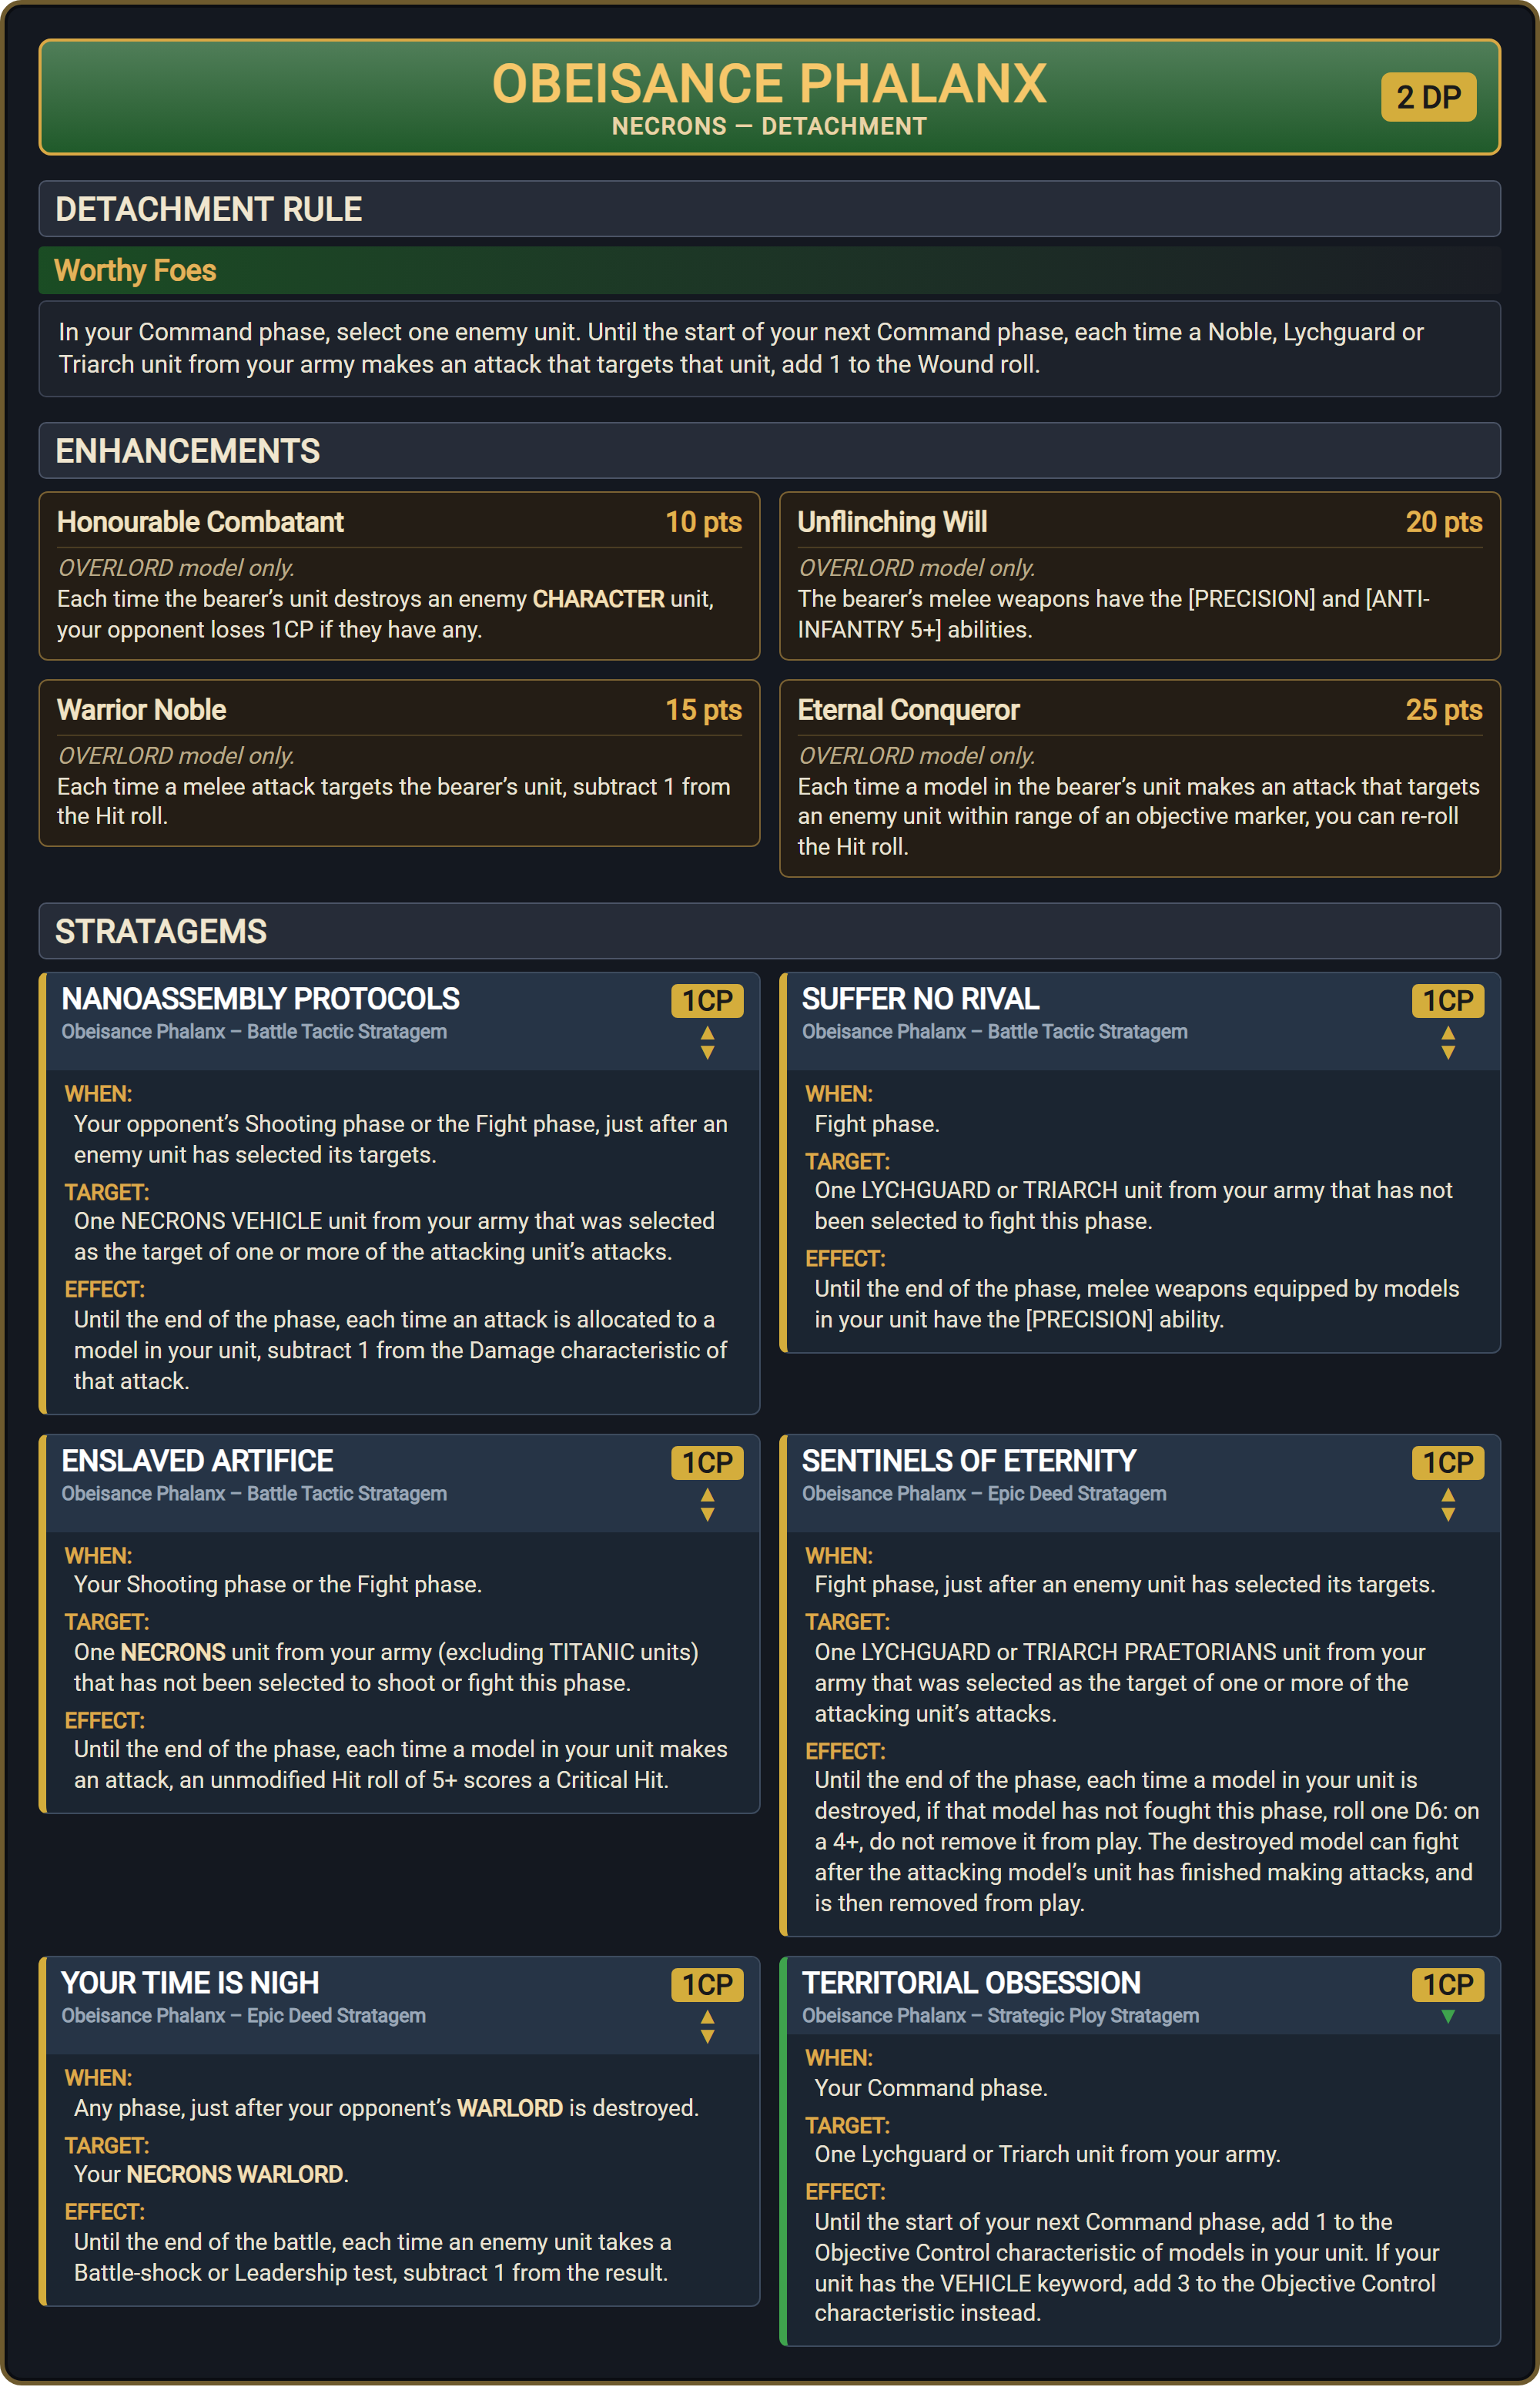 OBEISANCE PHALANX
NECRONS — DETACHMENT
2 DP
DETACHMENT RULE
Worthy Foes
In your Command phase, select one enemy unit. Until the start of your next Command phase, each time a Noble, Lychguard or
Triarch unit from your army makes an attack that targets that unit, add 1 to the Wound roll.
ENHANCEMENTS
Honourable Combatant 10 pts
OVERLORD model only.
Each time the bearer’s unit destroys an enemy CHARACTER unit,
your opponent loses 1CP if they have any.
Unflinching Will 20 pts
OVERLORD model only.
The bearer’s melee weapons have the [PRECISION] and [ANTI-
INFANTRY 5+] abilities.
Warrior Noble 15 pts
OVERLORD model only.
Each time a melee attack targets the bearer’s unit, subtract 1 from
the Hit roll.
Eternal Conqueror 25 pts
OVERLORD model only.
Each time a model in the bearer’s unit makes an attack that targets
an enemy unit within range of an objective marker, you can re-roll
the Hit roll.
STRATAGEMS
NANOASSEMBLY PROTOCOLS 1CP
Obeisance Phalanx – Battle Tactic Stratagem
▲
▼
WHEN:
Your opponent’s Shooting phase or the Fight phase, just after an
enemy unit has selected its targets.
TARGET:
One NECRONS VEHICLE unit from your army that was selected
as the target of one or more of the attacking unit’s attacks.
EFFECT:
Until the end of the phase, each time an attack is allocated to a
model in your unit, subtract 1 from the Damage characteristic of
that attack.
SUFFER NO RIVAL 1CP
Obeisance Phalanx – Battle Tactic Stratagem
▲
▼
WHEN:
Fight phase.
TARGET:
One LYCHGUARD or TRIARCH unit from your army that has not
been selected to fight this phase.
EFFECT:
Until the end of the phase, melee weapons equipped by models
in your unit have the [PRECISION] ability.
ENSLAVED ARTIFICE 1CP
Obeisance Phalanx – Battle Tactic Stratagem
▲
▼
WHEN:
Your Shooting phase or the Fight phase.
TARGET:
One NECRONS unit from your army (excluding TITANIC units)
that has not been selected to shoot or fight this phase.
EFFECT:
Until the end of the phase, each time a model in your unit makes
an attack, an unmodified Hit roll of 5+ scores a Critical Hit.
SENTINELS OF ETERNITY 1CP
Obeisance Phalanx – Epic Deed Stratagem
▲
▼
WHEN:
Fight phase, just after an enemy unit has selected its targets.
TARGET:
One LYCHGUARD or TRIARCH PRAETORIANS unit from your
army that was selected as the target of one or more of the
attacking unit’s attacks.
EFFECT:
Until the end of the phase, each time a model in your unit is
destroyed, if that model has not fought this phase, roll one D6: on
a 4+, do not remove it from play. The destroyed model can fight
after the attacking model’s unit has finished making attacks, and
is then removed from play.
YOUR TIME IS NIGH 1CP
Obeisance Phalanx – Epic Deed Stratagem
▲
▼
WHEN:
Any phase, just after your opponent’s WARLORD is destroyed.
TARGET:
Your NECRONS WARLORD.
EFFECT:
Until the end of the battle, each time an enemy unit takes a
Battle-shock or Leadership test, subtract 1 from the result.
TERRITORIAL OBSESSION 1CP
Obeisance Phalanx – Strategic Ploy Stratagem
▼
WHEN:
Your Command phase.
TARGET:
One Lychguard or Triarch unit from your army.
EFFECT:
Until the start of your next Command phase, add 1 to the
Objective Control characteristic of models in your unit. If your
unit has the VEHICLE keyword, add 3 to the Objective Control
characteristic instead.